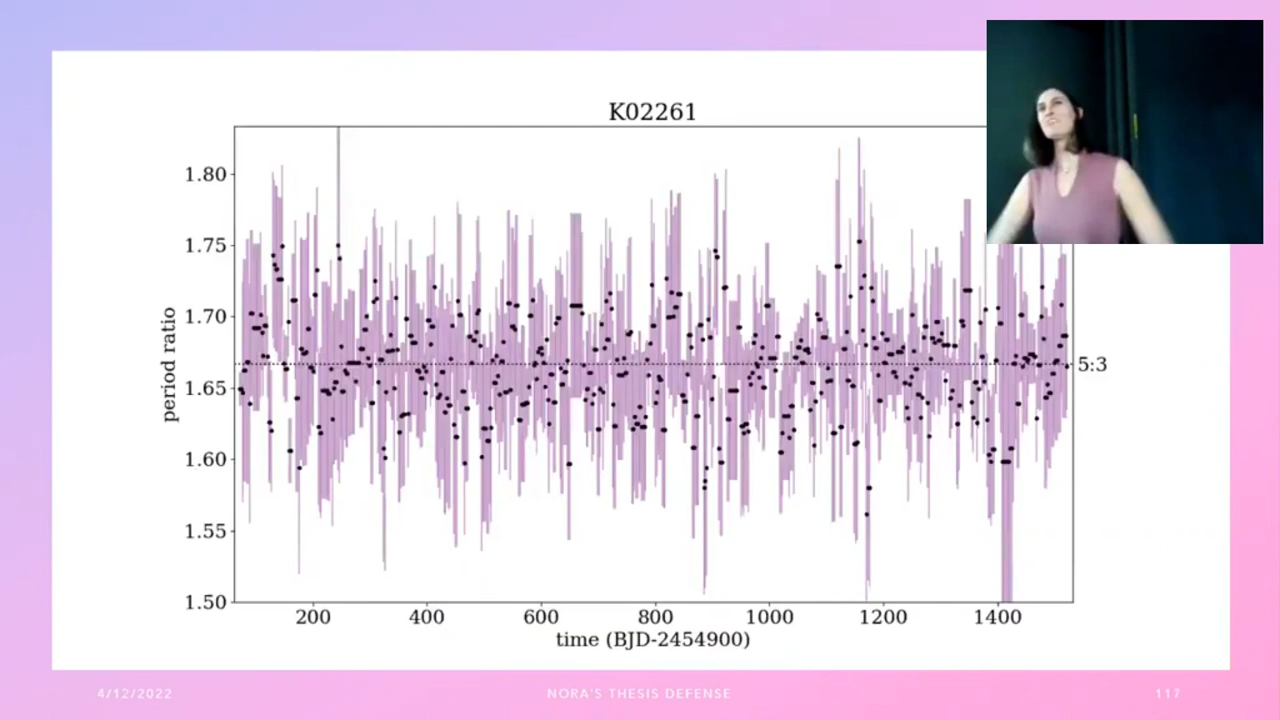 K02261
1.80
1.75
1.70
1.65
1.60
1.55
1.50
period ratio
5:3
200 400 600 800 1000 1200 1400
time (BJD-2454900)
4/12/2022 NORA'S THESIS DEFENSE 117